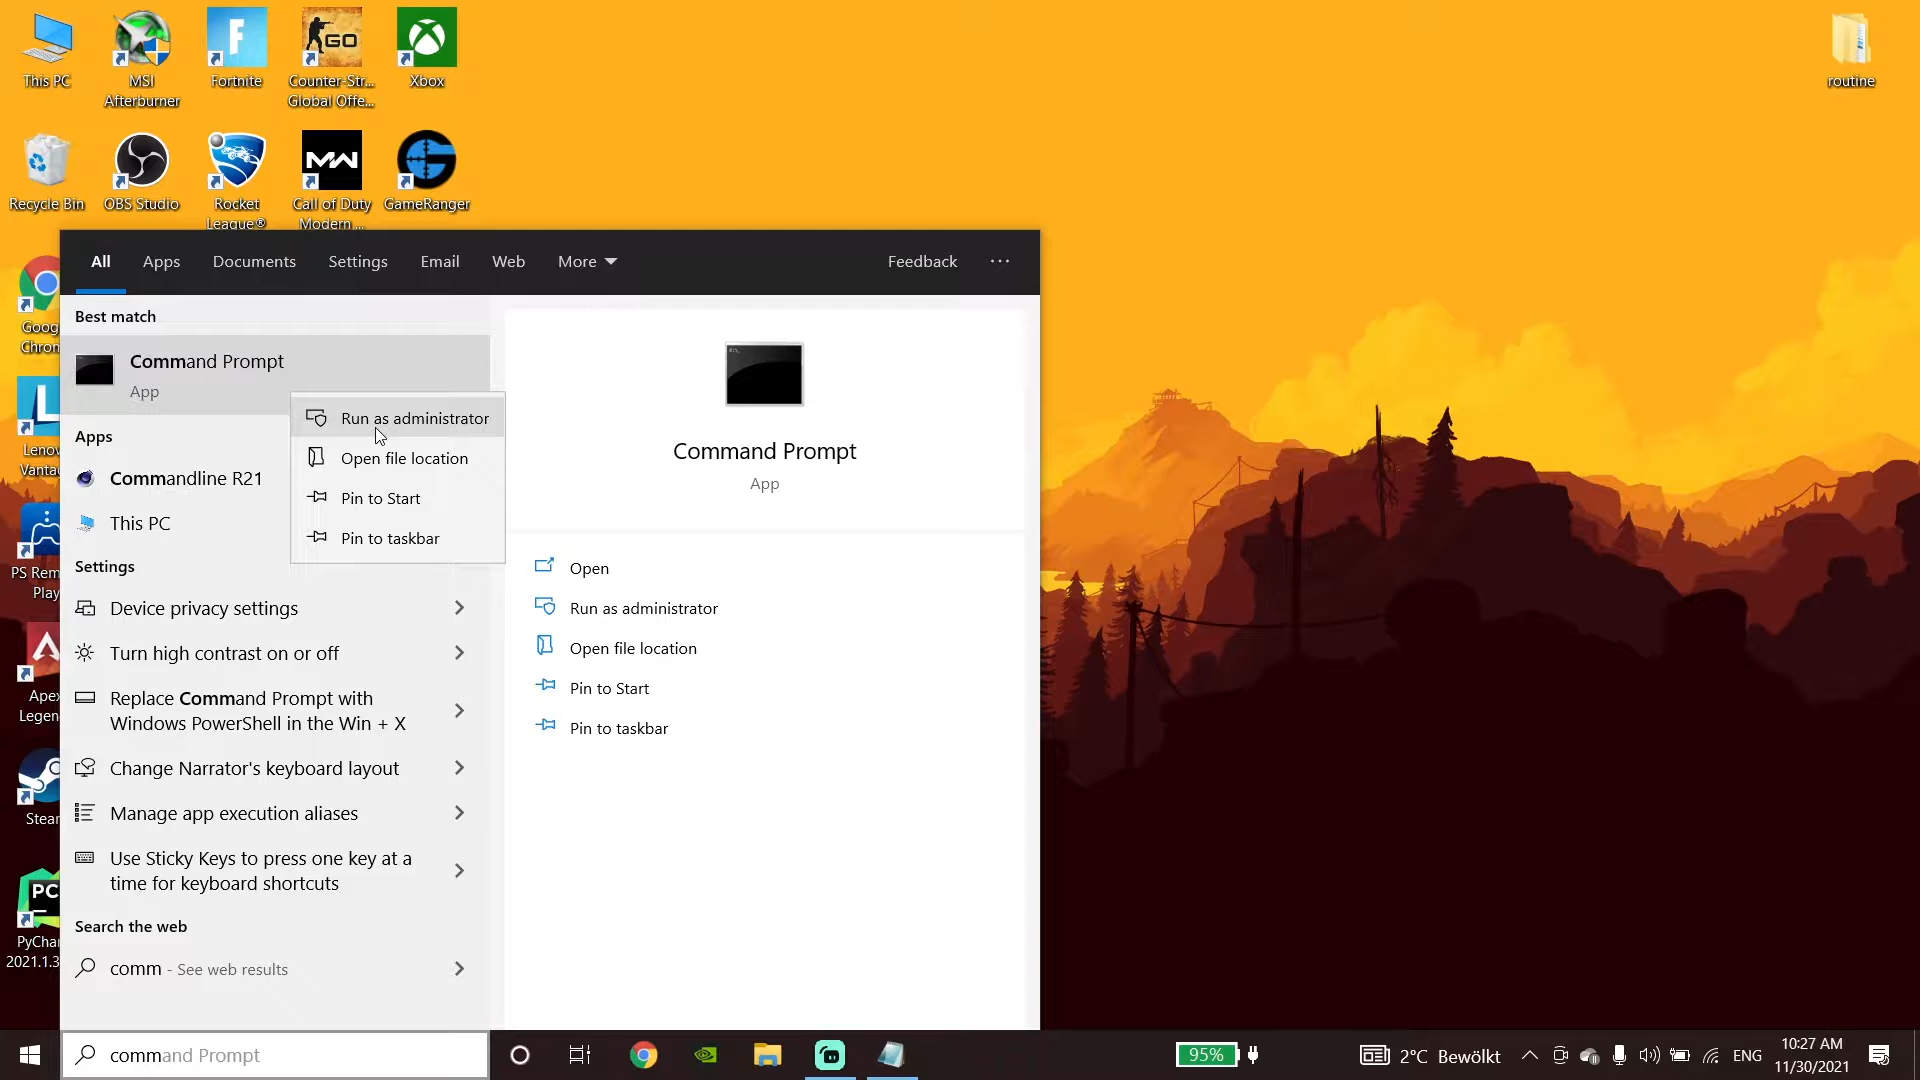 This PC
MSI
Afterburner
Fortnite
Counter-Str...
Global Offe...
GO
Xbox
routine
Recycle Bin
OBS Studio
Rocket
League®
MW
Call of Duty
Modern ...
GameRanger
All
Apps
Documents
Settings
Email
Web
More
Feedback
...
Best match
Command Prompt
App
Run as administrator
Open file location
Pin to Start
Pin to taskbar
Apps
Commandline R21
This PC
Settings
Device privacy settings
Turn high contrast on or off
Replace Command Prompt with
Windows PowerShell in the Win + X
Change Narrator's keyboard layout
Manage app execution aliases
Use Sticky Keys to press one key at a
time for keyboard shortcuts
Search the web
comm - See web results
Command Prompt
App
Open
Run as administrator
Open file location
Pin to Start
Pin to taskbar
Goog
Chron
L
Lenov
Vantag
PS Rem
Play
Apex
Legen
Stear
PC
PyChar
2021.1.3
command Prompt
95%
2°C Bewölkt
ENG
10:27 AM
11/30/2021